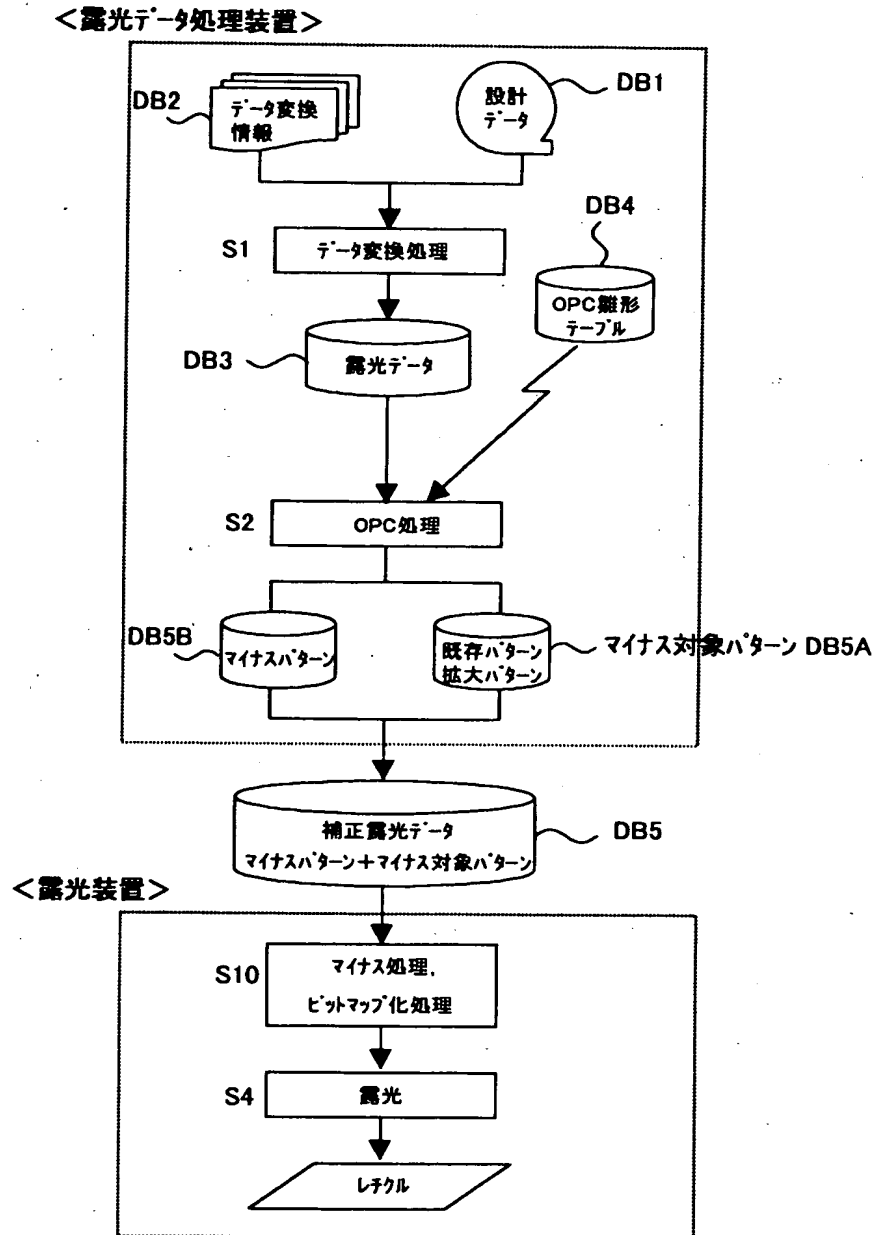 <露光データ処理装置>
DB2
データ変換
情報
設計
データ
DB1
DB4
S1
データ変換処理
OPC雛形
テーブル
DB3
露光データ
S2
OPC処理
DB5B
マイナスパターン
既存パターン
拡大パターン
マイナス対象パターン DB5A
補正露光データ
マイナスパターン+マイナス対象パターン
DB5
<露光装置>
S10
マイナス処理,
ビットマップ化処理
S4
露光
レチクル